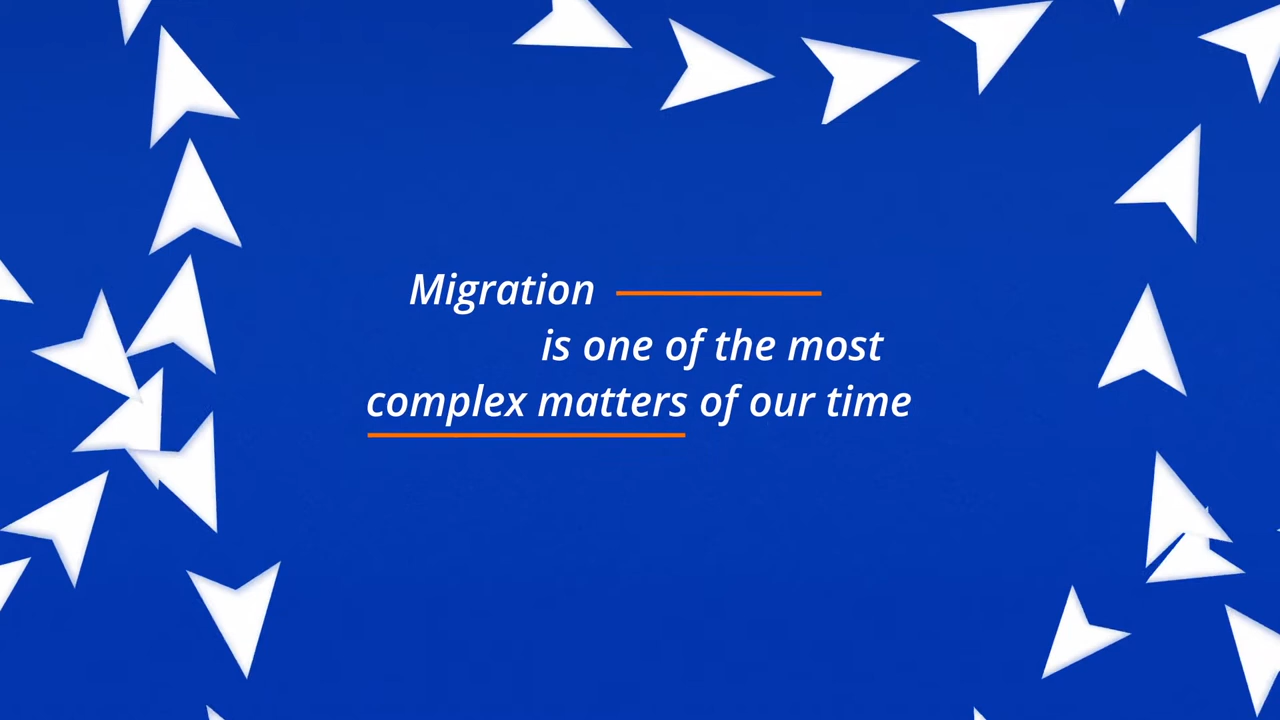 Migration
is one of the most
complex matters of our time